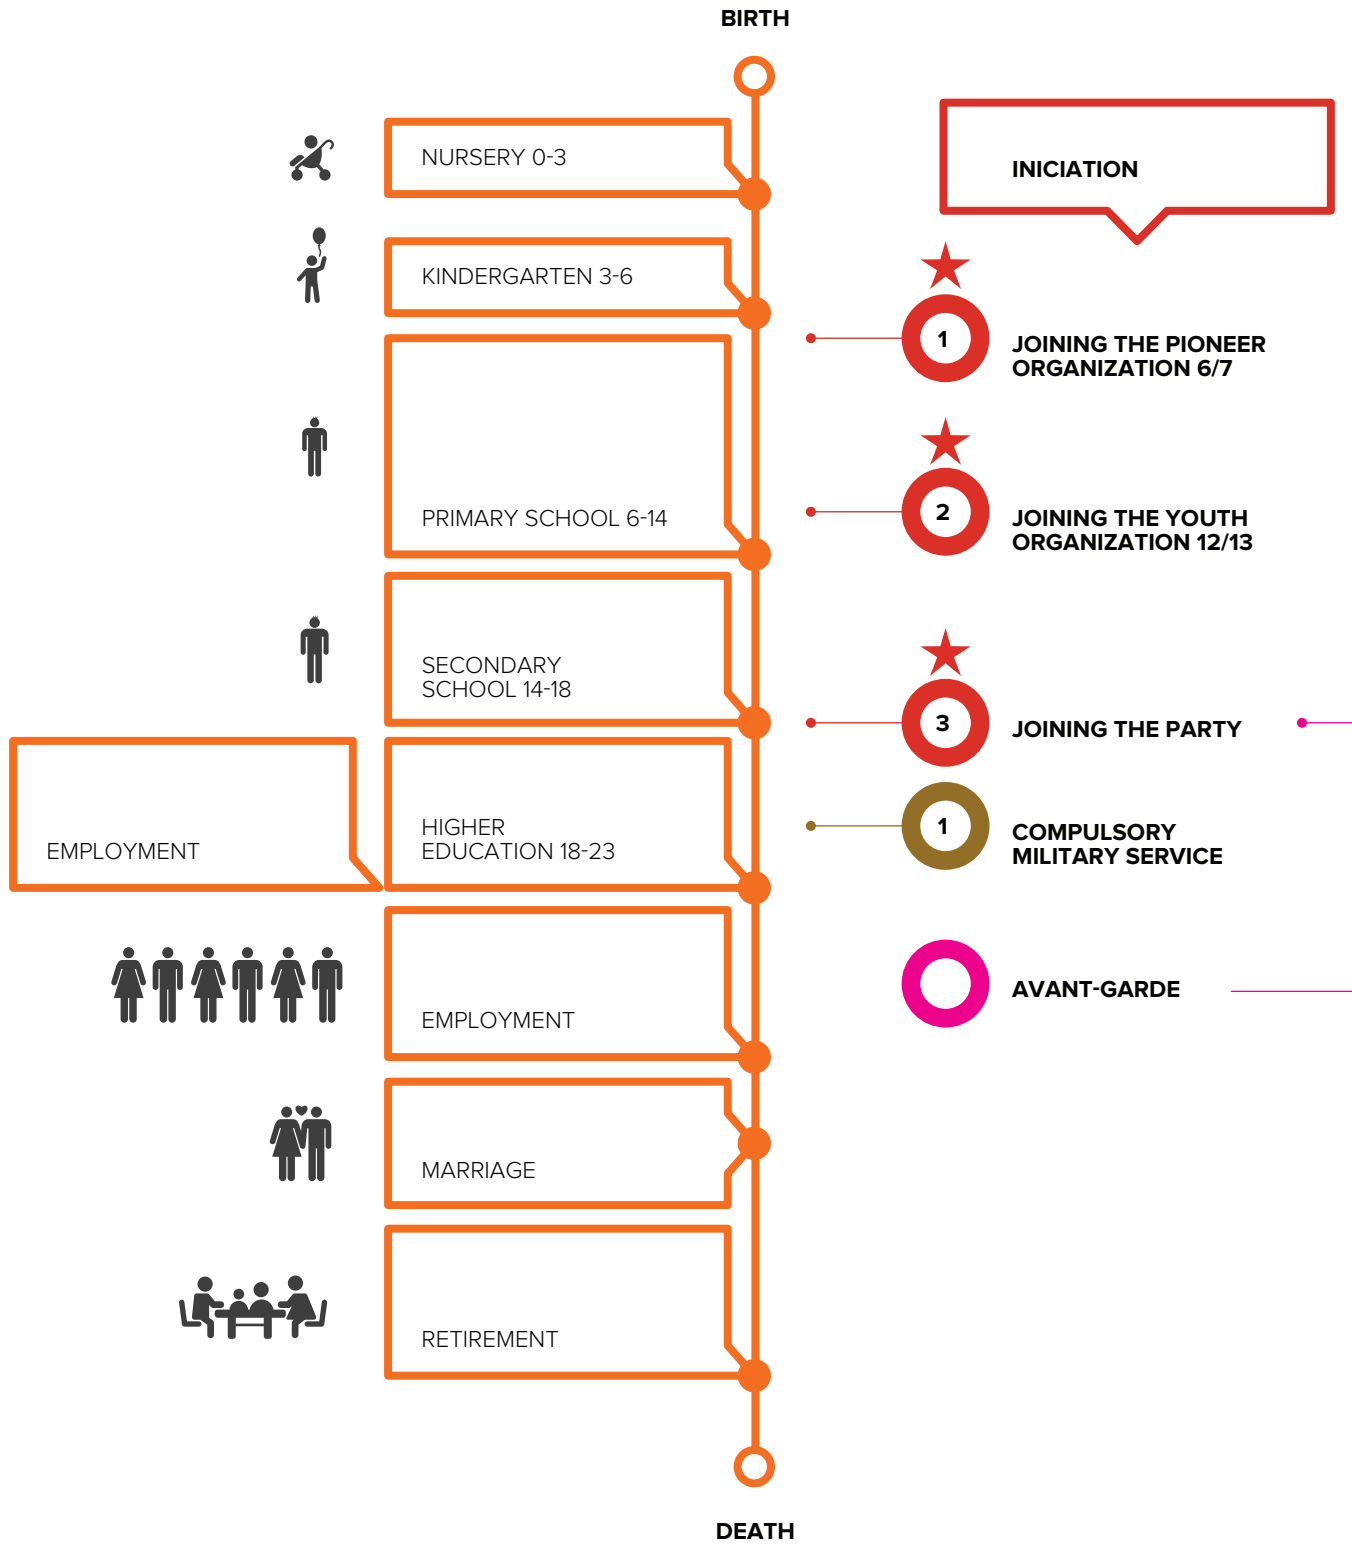 BIRTH
NURSERY 0-3
INICIATION
KINDERGARTEN 3-6
1
JOINING THE PIONEER
ORGANIZATION 6/7
PRIMARY SCHOOL 6-14
2
JOINING THE YOUTH
ORGANIZATION 12/13
SECONDARY
SCHOOL 14-18
3
JOINING THE PARTY
EMPLOYMENT
HIGHER
EDUCATION 18-23
1
COMPULSORY
MILITARY SERVICE
AVANT-GARDE
EMPLOYMENT
MARRIAGE
RETIREMENT
DEATH